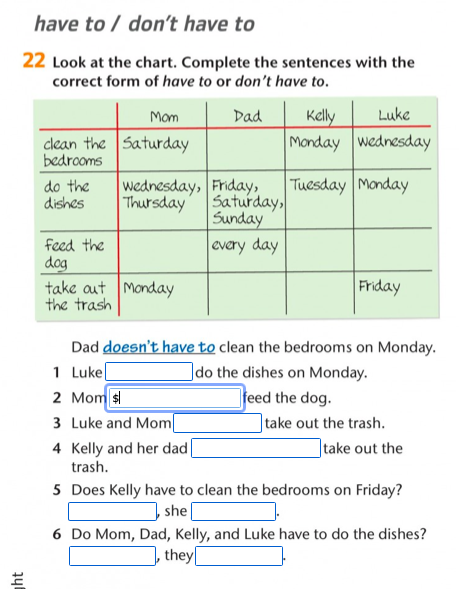 have to / don't have to
22 Look at the chart. Complete the sentences with the
correct form of have to or don't have to.
Mom Dad Kelly Luke
clean the bedrooms Saturday Monday Wednesday
do the dishes Wednesday, Thursday Friday, Saturday, Sunday Tuesday Monday
feed the dog every day
take out the trash Monday Friday
Dad doesn't have to clean the bedrooms on Monday.
1 Luke do the dishes on Monday.
2 Mom s feed the dog.
3 Luke and Mom take out the trash.
4 Kelly and her dad take out the
trash.
5 Does Kelly have to clean the bedrooms on Friday?
, she .
6 Do Mom, Dad, Kelly, and Luke have to do the dishes?
, they .
ght